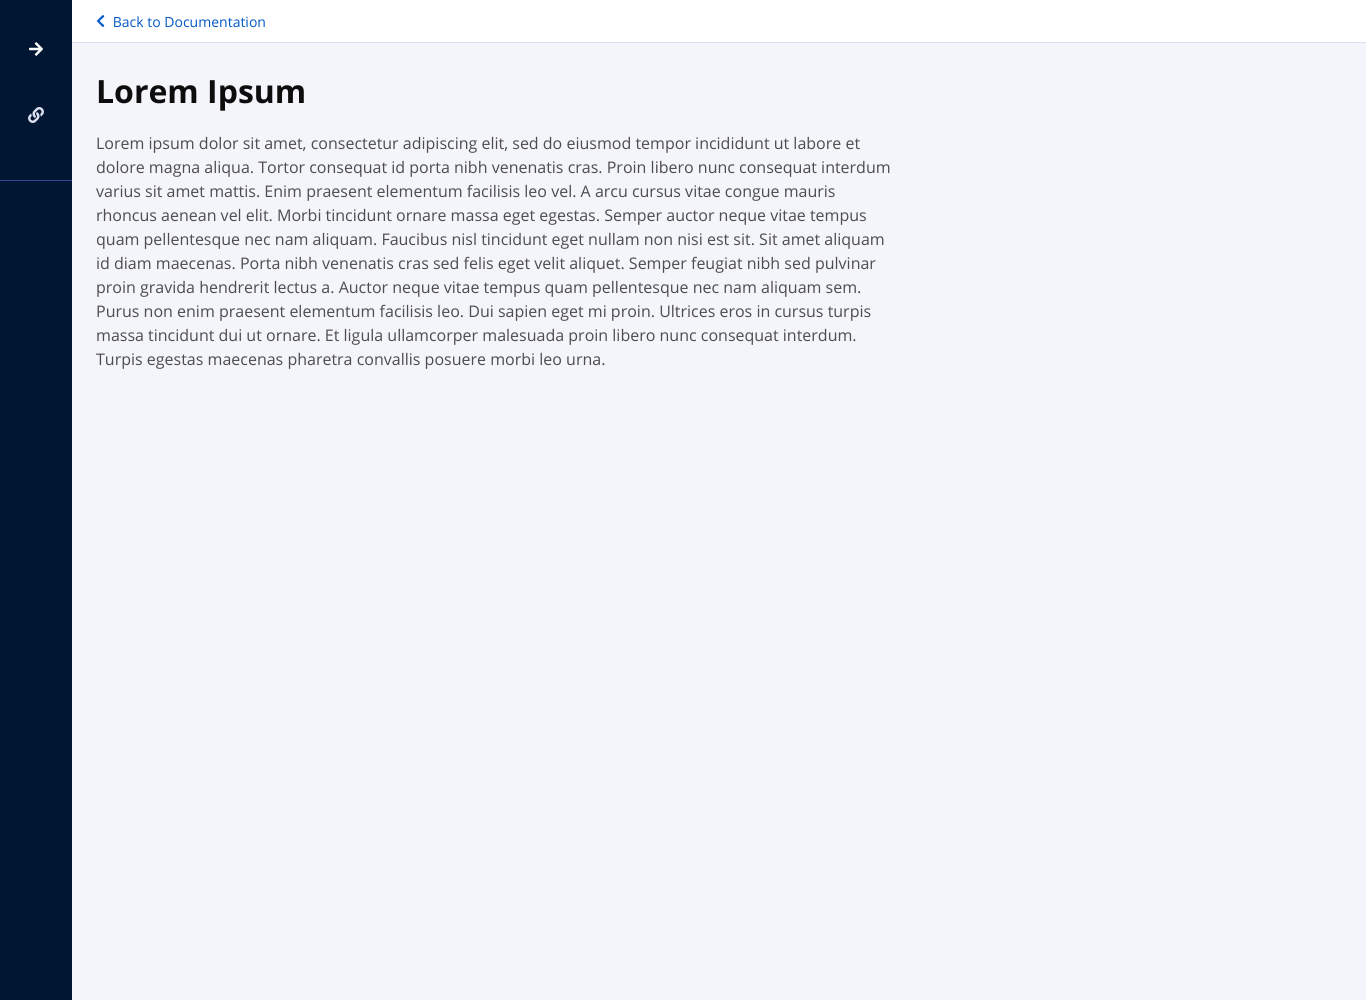 Back to Documentation
Lorem Ipsum
Lorem ipsum dolor sit amet, consectetur adipiscing elit, sed do eiusmod tempor incididunt ut labore et
dolore magna aliqua. Tortor consequat id porta nibh venenatis cras. Proin libero nunc consequat interdum
varius sit amet mattis. Enim praesent elementum facilisis leo vel. A arcu cursus vitae congue mauris
rhoncus aenean vel elit. Morbi tincidunt ornare massa eget egestas. Semper auctor neque vitae tempus
quam pellentesque nec nam aliquam. Faucibus nisl tincidunt eget nullam non nisi est sit. Sit amet aliquam
id diam maecenas. Porta nibh venenatis cras sed felis eget velit aliquet. Semper feugiat nibh sed pulvinar
proin gravida hendrerit lectus a. Auctor neque vitae tempus quam pellentesque nec nam aliquam sem.
Purus non enim praesent elementum facilisis leo. Dui sapien eget mi proin. Ultrices eros in cursus turpis
massa tincidunt dui ut ornare. Et ligula ullamcorper malesuada proin libero nunc consequat interdum.
Turpis egestas maecenas pharetra convallis posuere morbi leo urna.